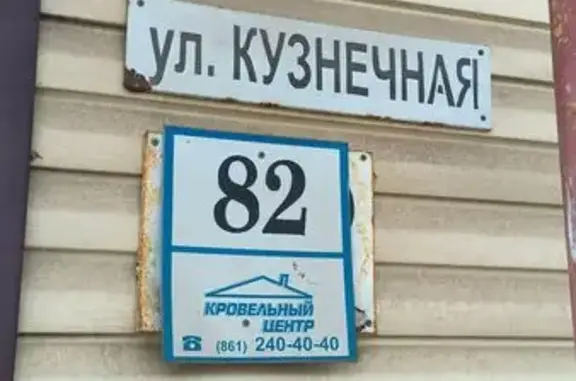 ул. КУЗНЕЧНАЯ
82
КРОВЕЛЬНЫЙ
ЦЕНТР
☎ (861) 240-40-40